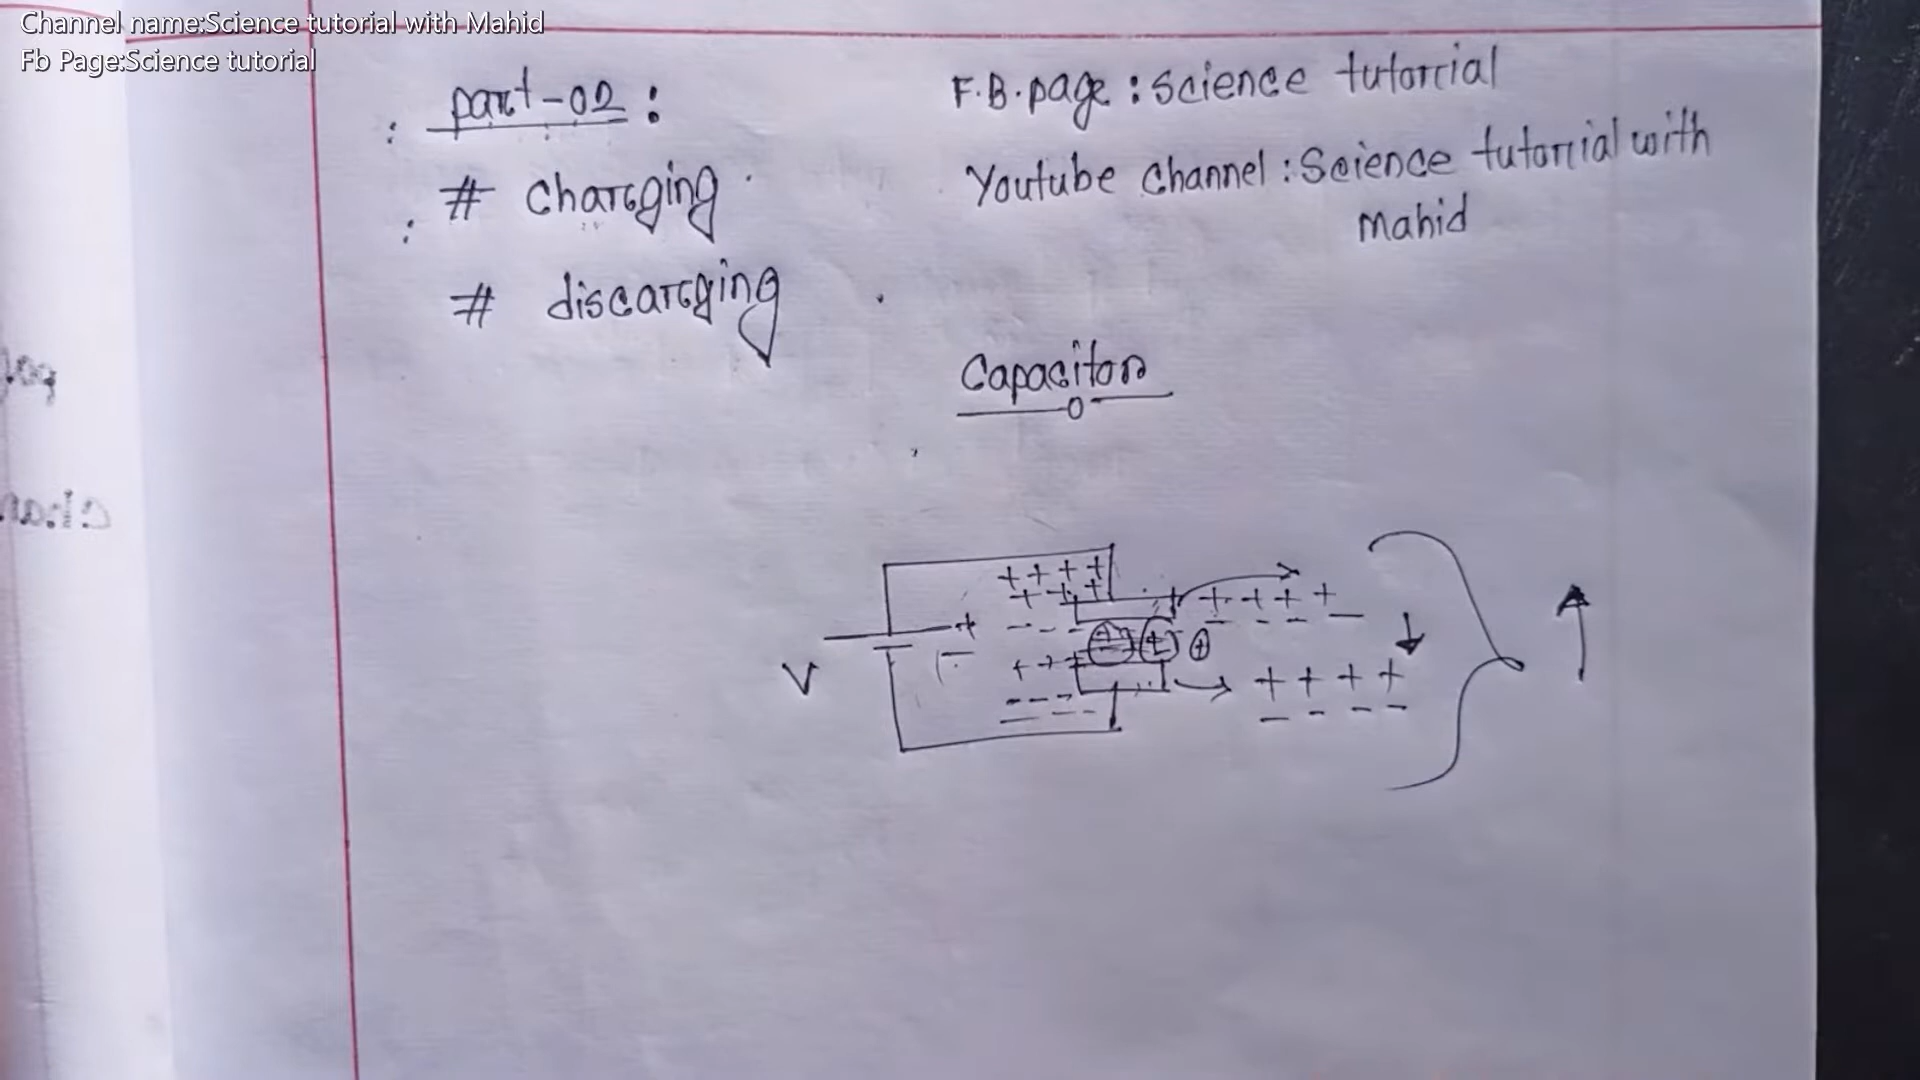 Channel name:Science tutorial with Mahid
Fb Page:Science tutorial
part-02 :
# Charging
# discarging
F.B.page : Science tutorial
Youtube Channel : Science tutorial with
Mahid
Capacitor
+ + + +
+ + +
+ + + + +
- - -
- - - -
V
+
-
+ + +
+ + + +
- - -
- - - -
- - - -